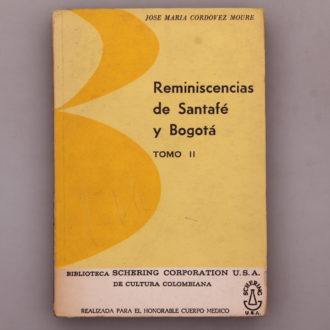 JOSE MARIA CORDOVEZ MOURE
Reminiscencias
de Santafé
y Bogotá
TOMO II
BIBLIOTECA SCHERING CORPORATION U.S.A.
DE CULTURA COLOMBIANA
SCHERING
U.S.A.
REALIZADA PARA EL HONORABLE CUERPO MEDICO